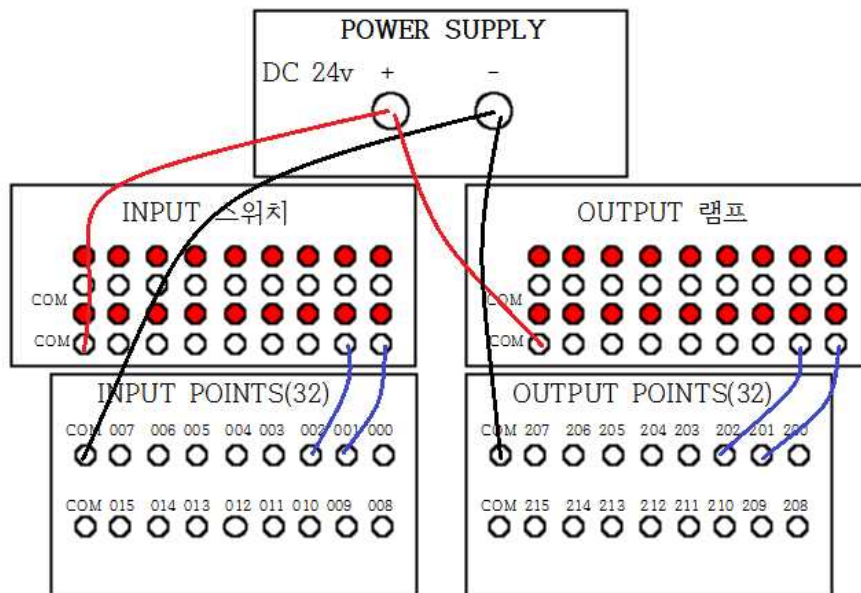 POWER SUPPLY
DC 24v + -
INPUT 스위치
COM
COM
OUTPUT 램프
COM
COM
INPUT POINTS(32)
COM 007 006 005 004 003 002 001 000
COM 015 014 013 012 011 010 009 008
OUTPUT POINTS(32)
COM 207 206 205 204 203 202 201 200
COM 215 214 213 212 211 210 209 208